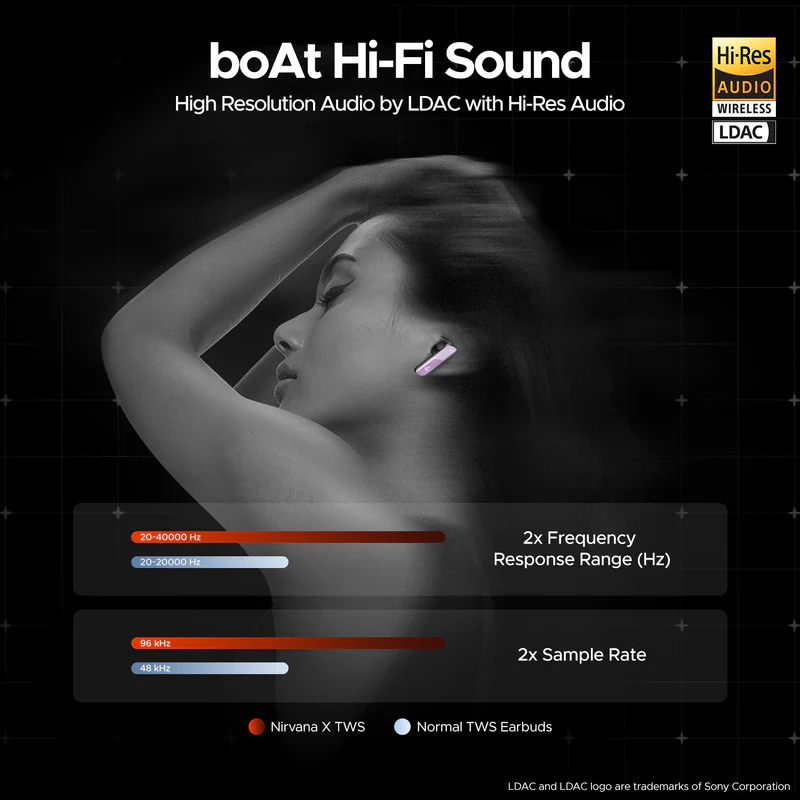 boAt Hi-Fi Sound
High Resolution Audio by LDAC with Hi-Res Audio
Hi-Res
AUDIO
WIRELESS
LDAC
20-40000 Hz
20-20000 Hz
2x Frequency
Response Range (Hz)
96 kHz
48 kHz
2x Sample Rate
Nirvana X TWS
Normal TWS Earbuds
LDAC and LDAC logo are trademarks of Sony Corporation